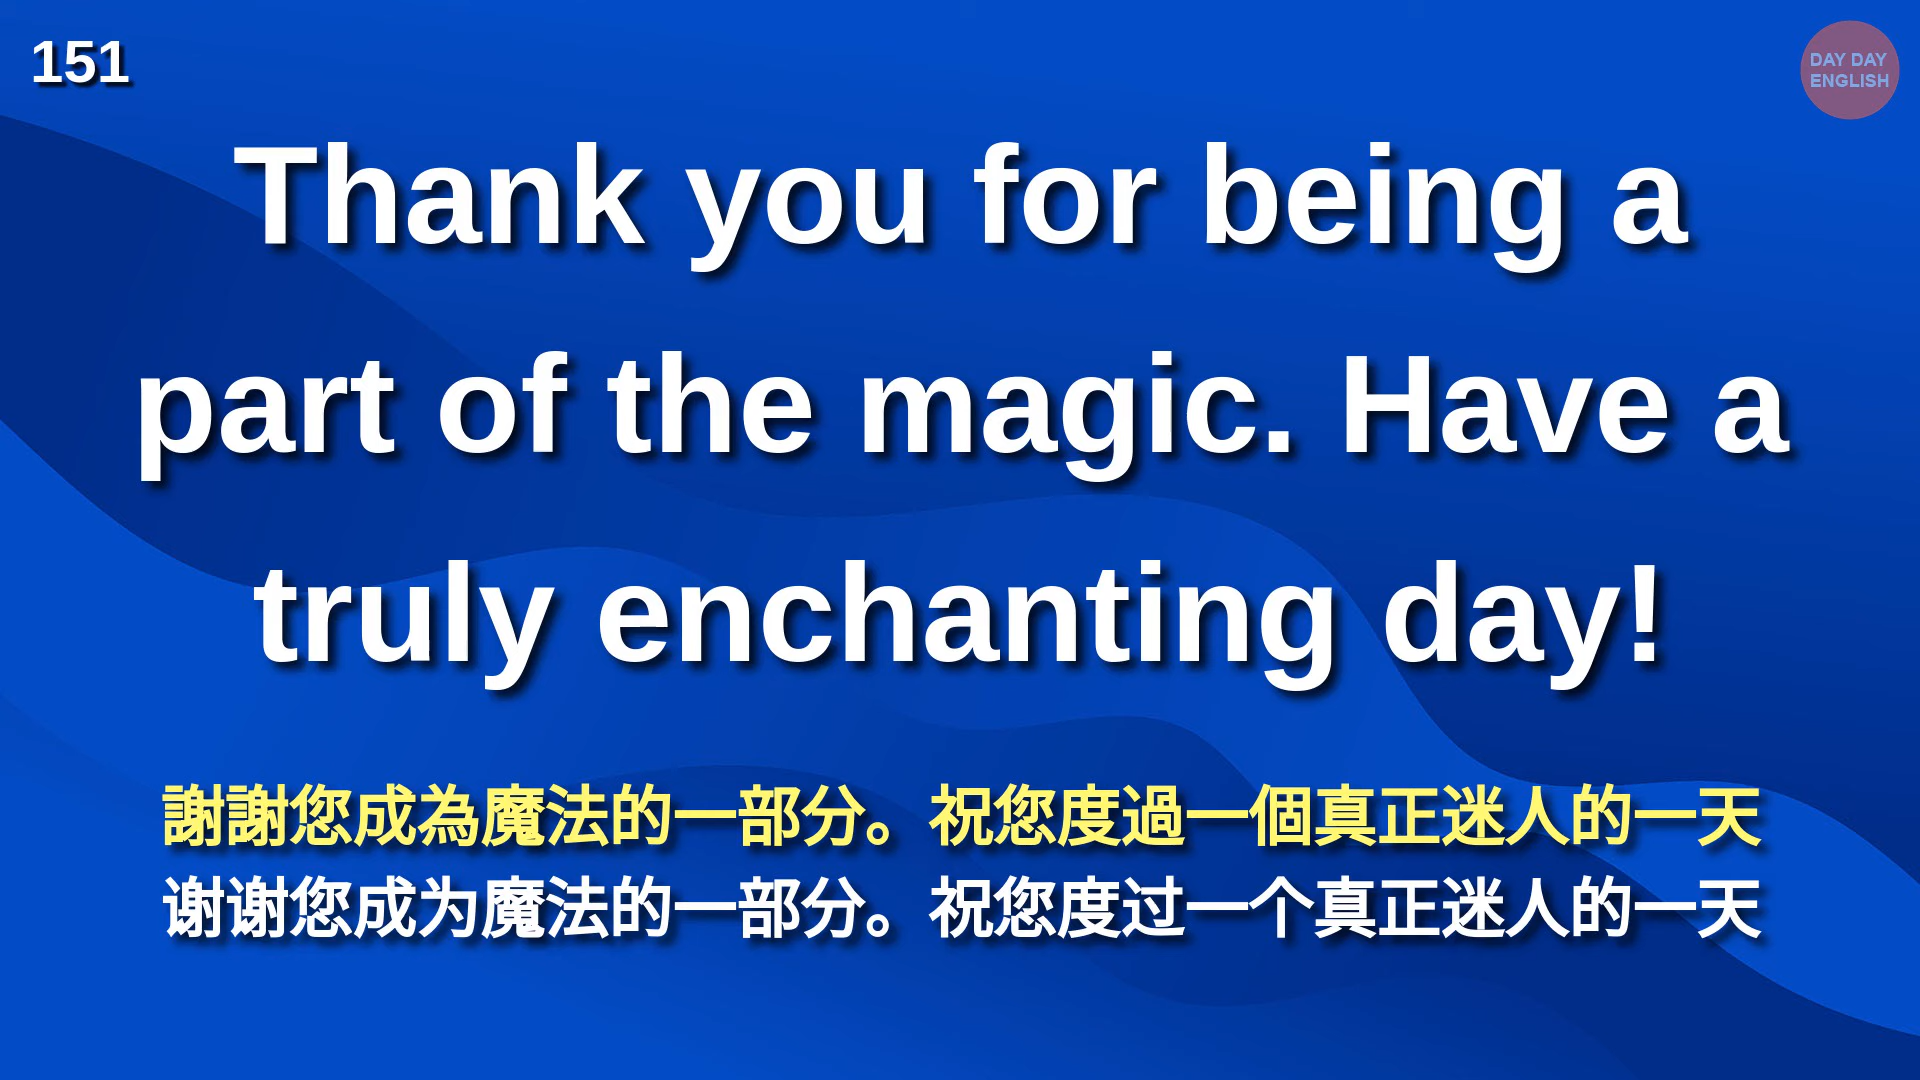 151
DAY DAY
ENGLISH
Thank you for being a
part of the magic. Have a
truly enchanting day!
謝謝您成為魔法的一部分。祝您度過一個真正迷人的一天
谢谢您成为魔法的一部分。祝您度过一个真正迷人的一天